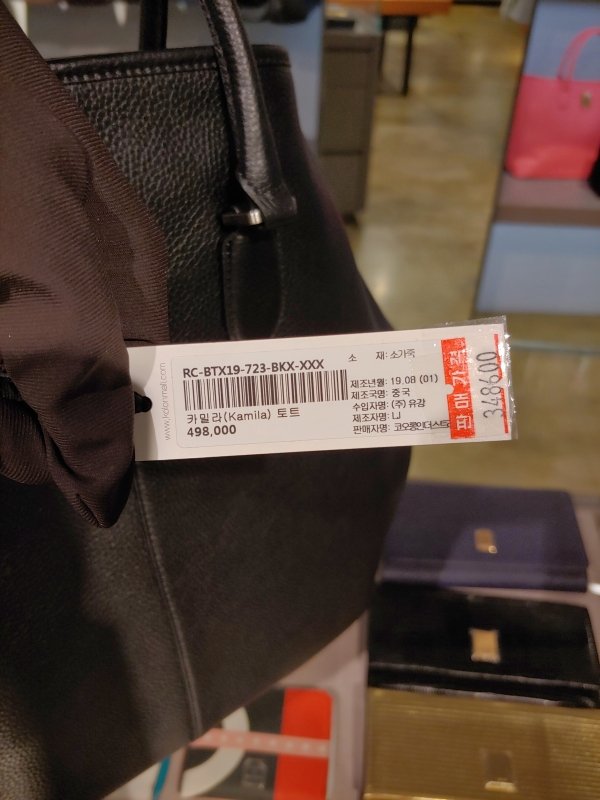 www.kolonmall.com
RC-BTX19-723-BKX-XXX
카밀라(Kamila) 토트
498,000
소 재: 소가죽
제조년월: 19.08 (01)
제조국명: 중국
수입자명: (주) 유강
제조자명: LJ
판매자명: 코오롱인더스트
판매가격
348600